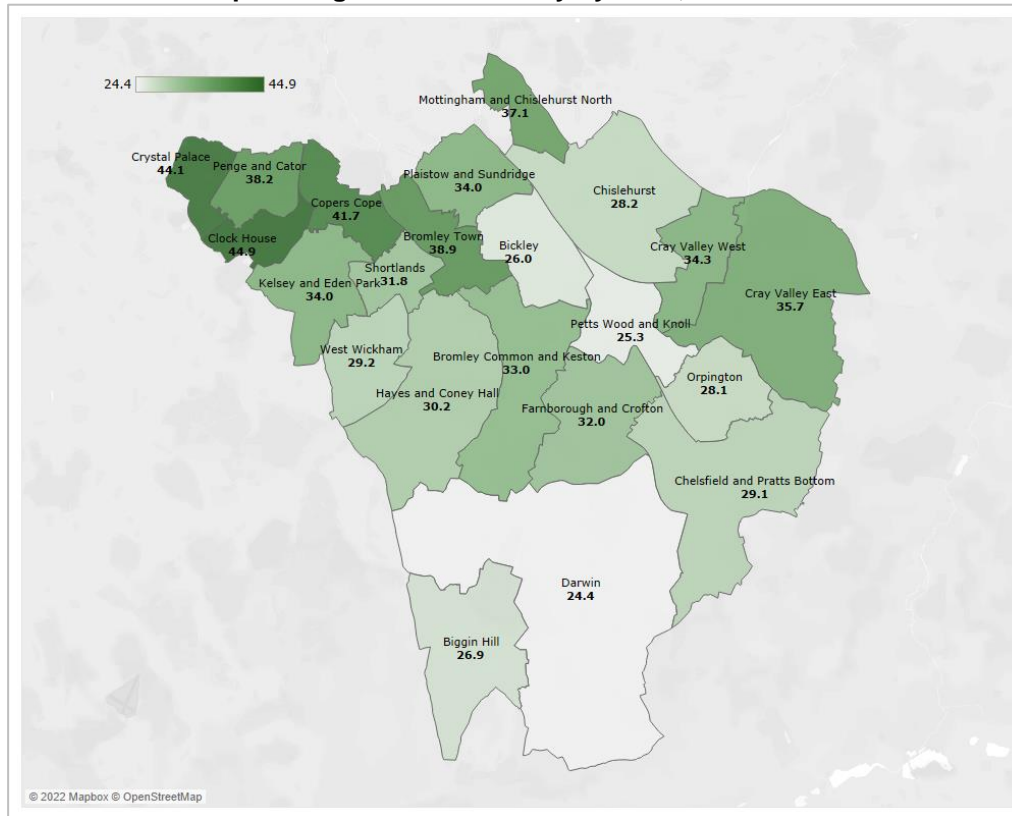 24.4
44.9
Mottingham and Chislehurst North
37.1
Crystal Palace
44.1
Penge and Cator
38.2
Plaistow and Sundridge
34.0
Chislehurst
28.2
Copers Cope
41.7
Clock House
44.9
Bromley Town
38.9
Bickley
26.0
Cray Valley West
34.3
Shortlands
31.8
Kelsey and Eden Park
34.0
Cray Valley East
35.7
Petts Wood and Knoll
25.3
West Wickham
29.2
Bromley Common and Keston
33.0
Orpington
28.1
Hayes and Coney Hall
30.2
Farnborough and Crofton
32.0
Chelsfield and Pratts Bottom
29.1
Darwin
24.4
Biggin Hill
26.9
© 2022 Mapbox © OpenStreetMap